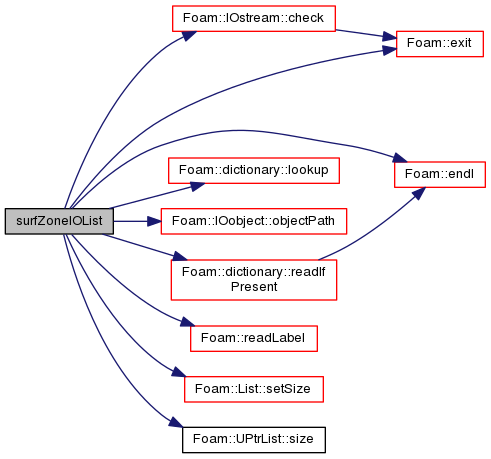 Foam::IOstream::check
Foam::exit
Foam::endl
Foam::dictionary::lookup
surfZoneIOList
Foam::IOobject::objectPath
Foam::dictionary::readIf
Present
Foam::readLabel
Foam::List::setSize
Foam::UPtrList::size